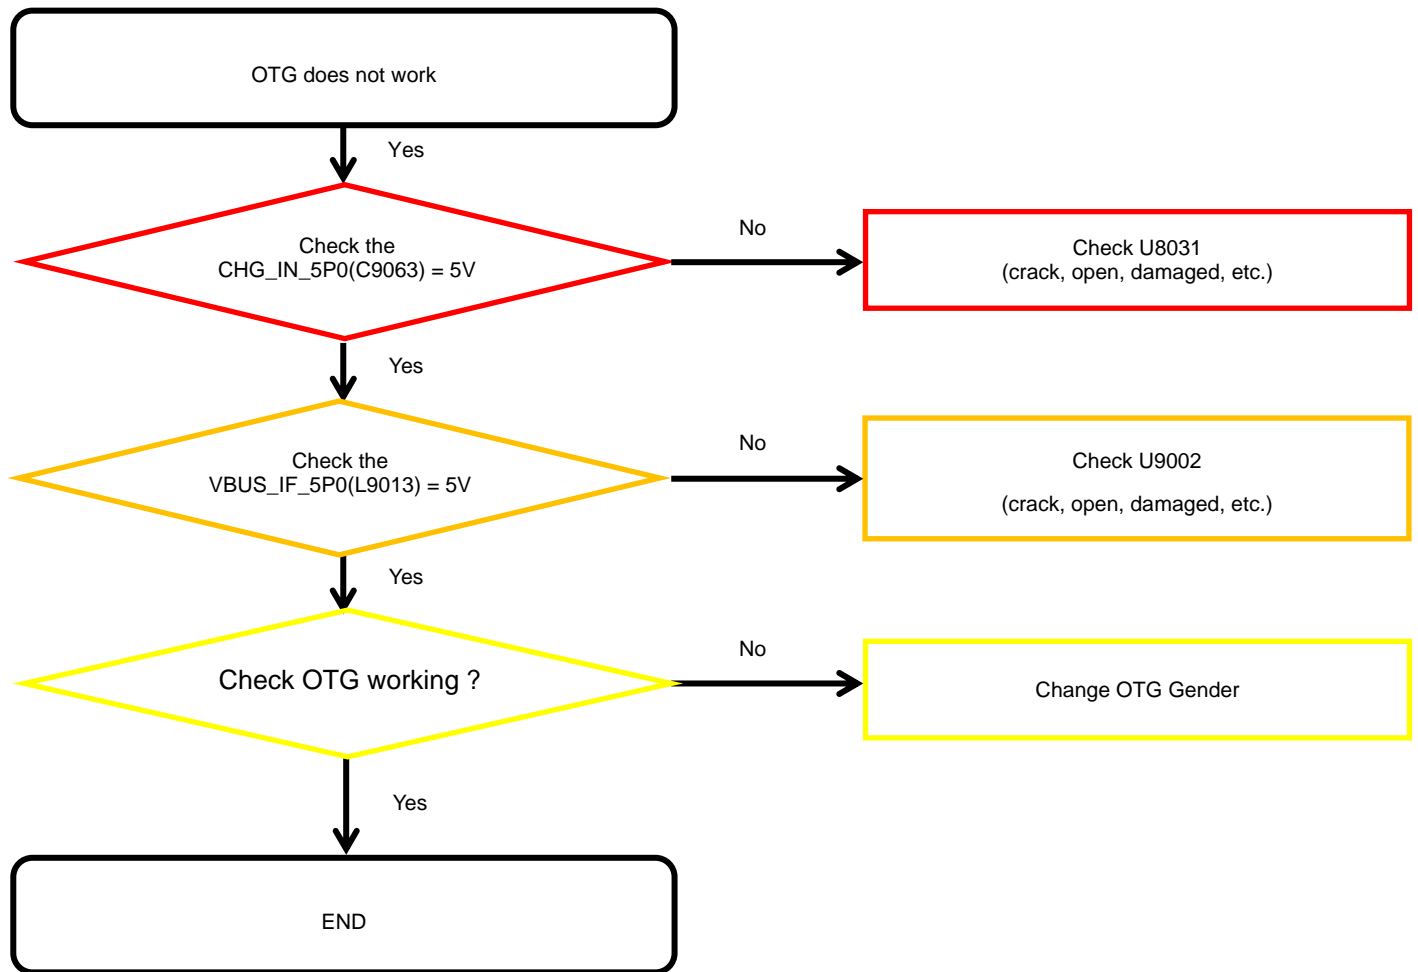 OTG does not work
Yes
Check the
CHG_IN_5P0(C9063) = 5V
No
Check U8031
(crack, open, damaged, etc.)
Yes
Check the
VBUS_IF_5P0(L9013) = 5V
No
Check U9002
(crack, open, damaged, etc.)
Yes
Check OTG working ?
No
Change OTG Gender
Yes
END